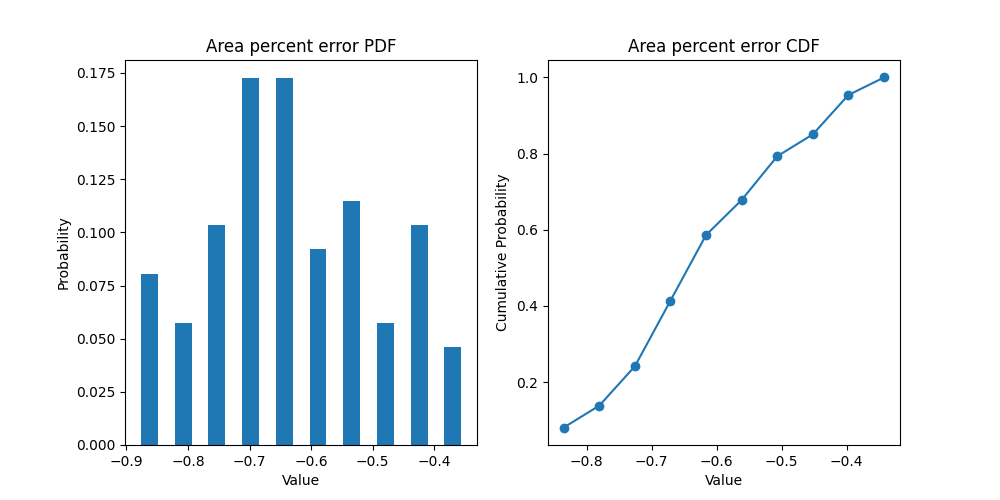 Area percent error PDF
Probability
0.175
0.150
0.125
0.100
0.075
0.050
0.025
0.000
−0.9 −0.8 −0.7 −0.6 −0.5 −0.4
Value
Area percent error CDF
Cumulative Probability
1.0
0.8
0.6
0.4
0.2
−0.8 −0.7 −0.6 −0.5 −0.4
Value